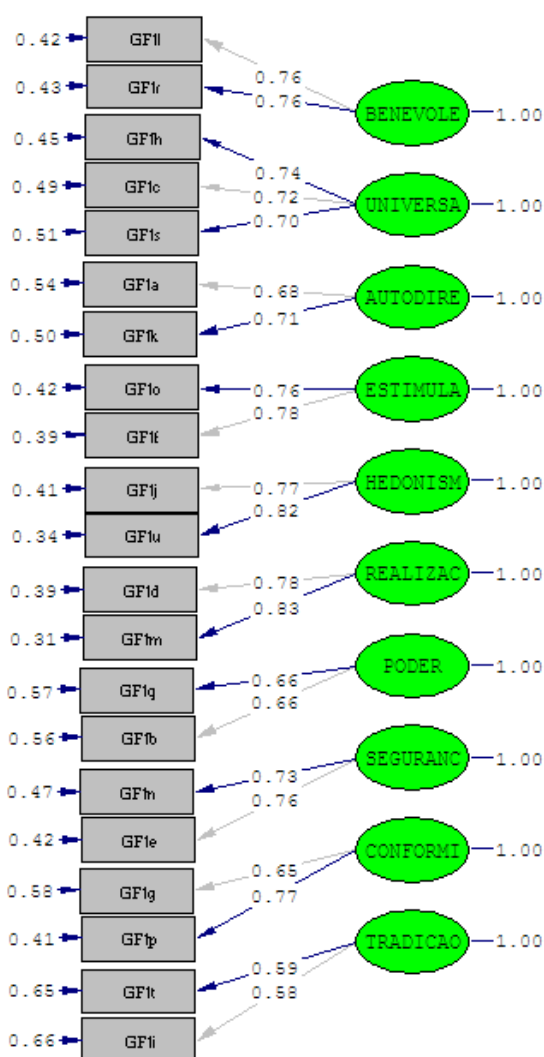 0.42 GF1l
0.76
0.43 GF1r
0.76
BENEVOLE 1.00
0.45 GF1h
0.74
0.49 GF1c
0.72
UNIVERSA 1.00
0.51 GF1s
0.70
0.54 GF1a
0.68
AUTODIRE 1.00
0.50 GF1k
0.71
0.42 GF1o
0.76
ESTIMULA 1.00
0.39 GF1f
0.78
0.41 GF1j
0.77
HEDONISM 1.00
0.34 GF1u
0.82
0.39 GF1d
0.78
REALIZAC 1.00
0.31 GF1m
0.83
0.57 GF1q
0.66
PODER 1.00
0.56 GF1b
0.66
0.47 GF1n
0.73
SEGURANC 1.00
0.42 GF1e
0.76
0.58 GF1g
0.65
CONFORMI 1.00
0.41 GF1p
0.77
0.65 GF1t
0.59
TRADICAO 1.00
0.66 GF1i
0.58